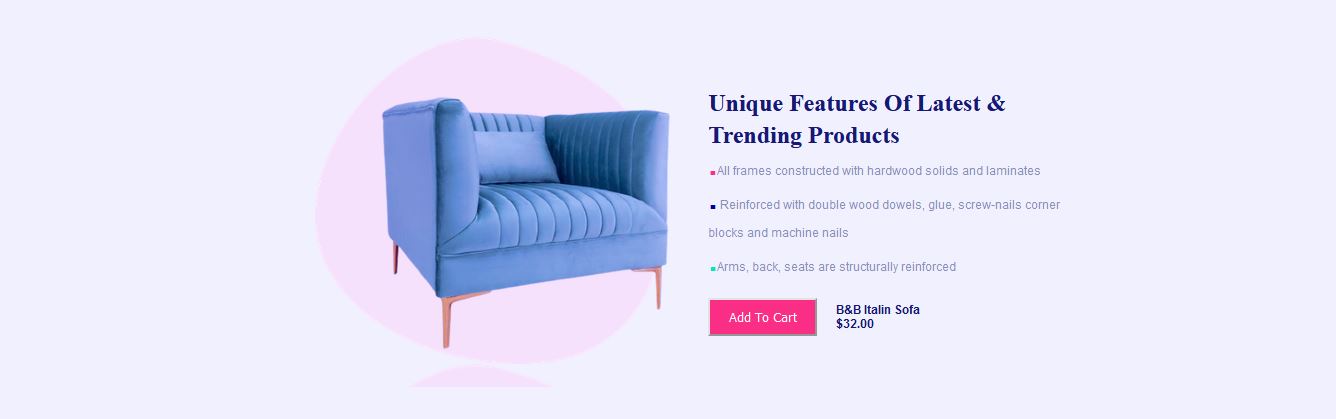 Unique Features Of Latest &
Trending Products
All frames constructed with hardwood solids and laminates
Reinforced with double wood dowels, glue, screw-nails corner
blocks and machine nails
Arms, back, seats are structurally reinforced
Add To Cart
B&B Italin Sofa
$32.00